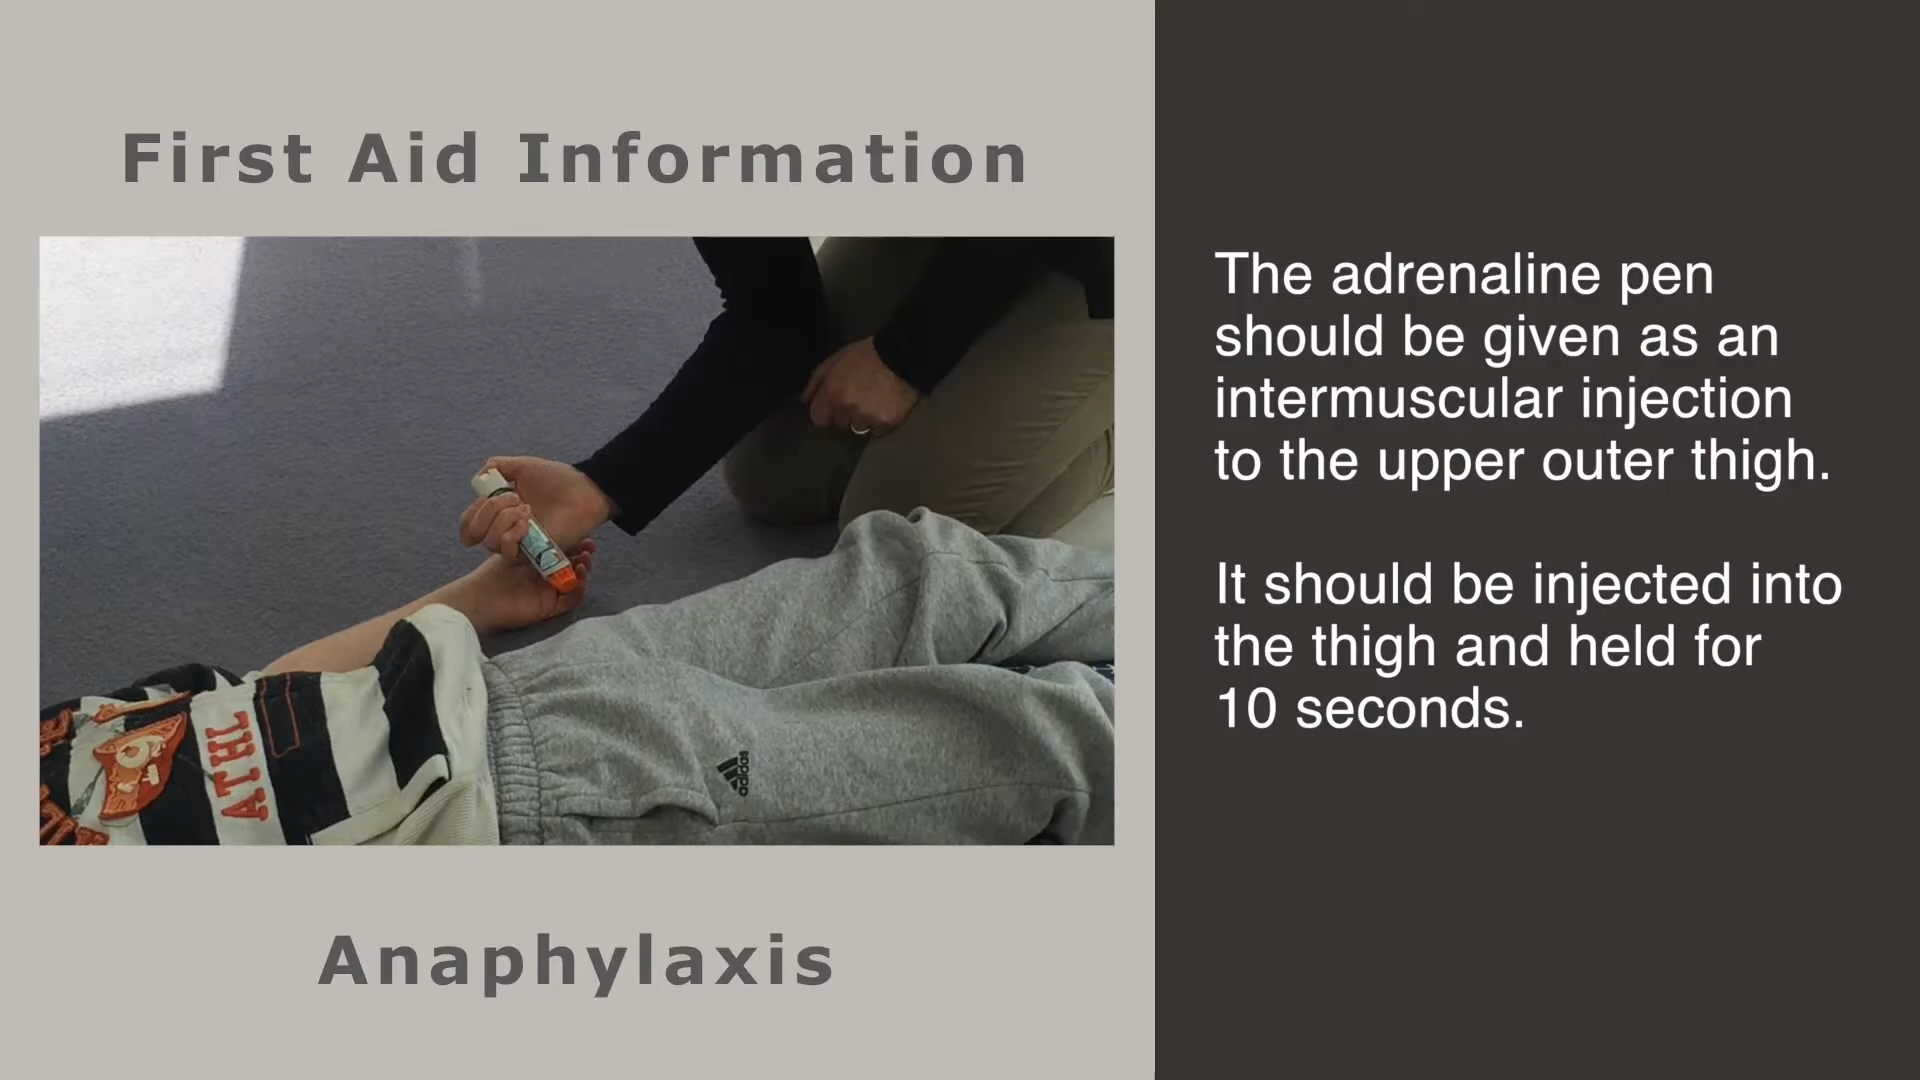 First Aid Information
The adrenaline pen
should be given as an
intermuscular injection
to the upper outer thigh.
It should be injected into
the thigh and held for
10 seconds.
ATHL
adidas
Anaphylaxis